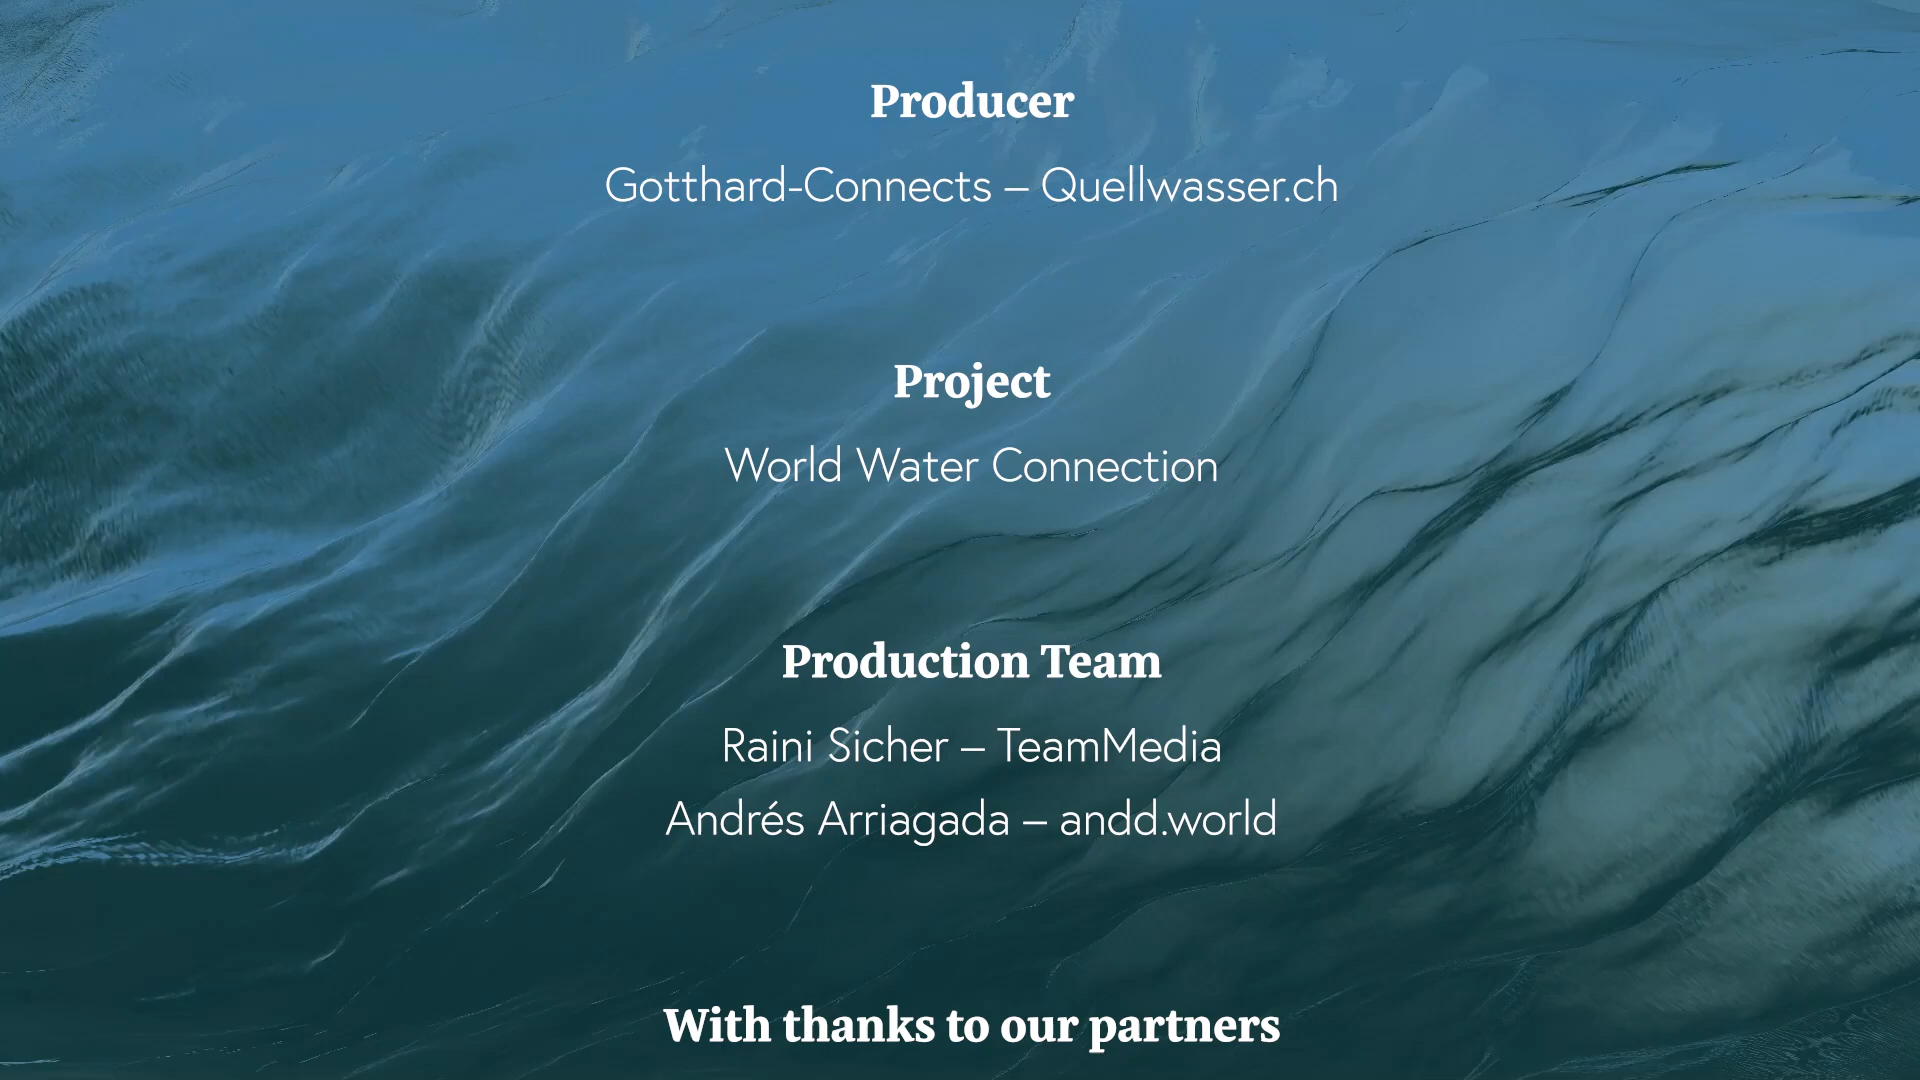 Producer
Gotthard-Connects – Quellwasser.ch
Project
World Water Connection
Production Team
Raini Sicher – TeamMedia
Andrés Arriagada – andd.world
With thanks to our partners